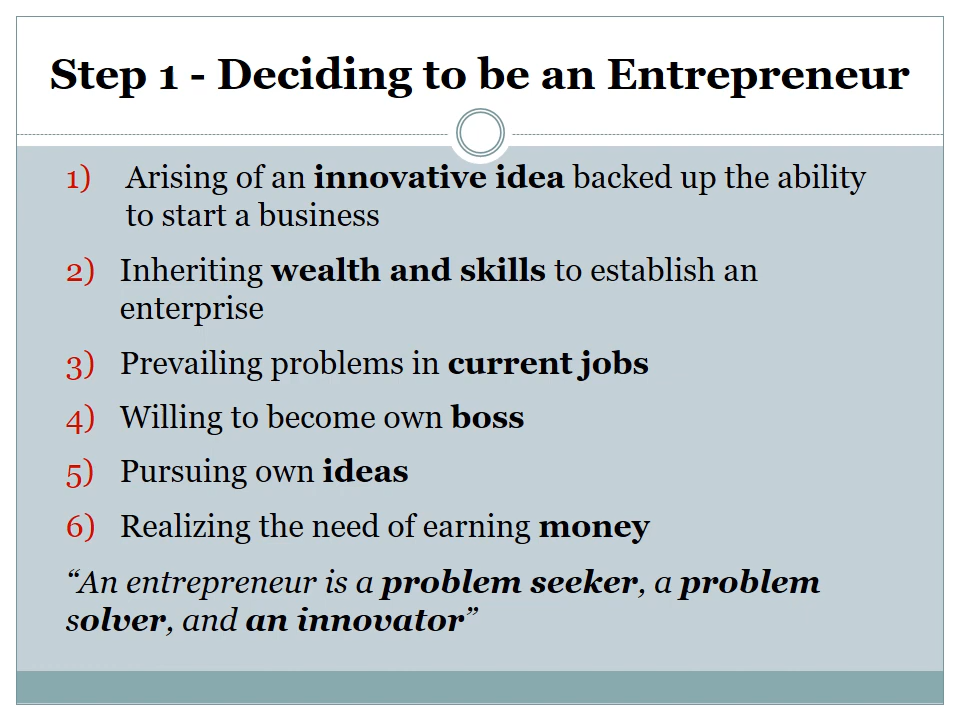 Step 1 - Deciding to be an Entrepreneur
1) Arising of an innovative idea backed up the ability
to start a business
2) Inheriting wealth and skills to establish an
enterprise
3) Prevailing problems in current jobs
4) Willing to become own boss
5) Pursuing own ideas
6) Realizing the need of earning money
“An entrepreneur is a problem seeker, a problem
solver, and an innovator”